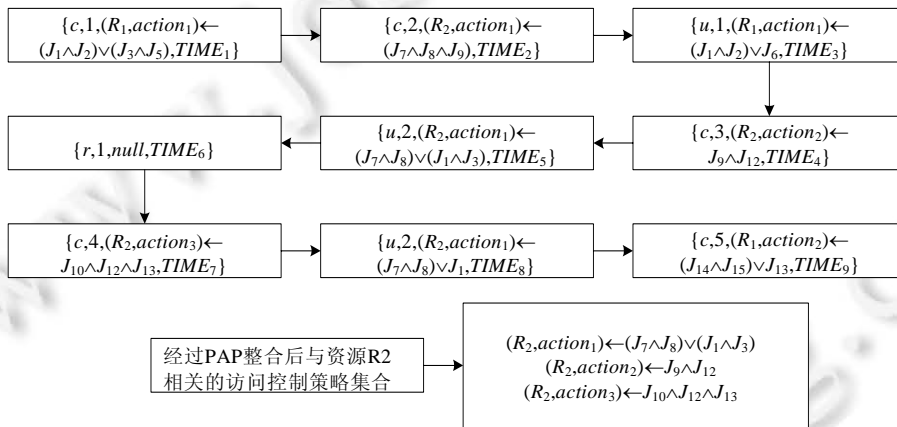 {c,1,(R₁,action₁)←
(J₁∧J₂)∨(J₃∧J₅),TIME₁}
{c,2,(R₂,action₁)←
(J₇∧J₈∧J₉),TIME₂}
{u,1,(R₁,action₁)←
(J₁∧J₂)∨J₆,TIME₃}
{r,1,null,TIME₆}
{u,2,(R₂,action₁)←
(J₇∧J₈)∨(J₁∧J₃),TIME₅}
{c,3,(R₂,action₂)←
J₉∧J₁₂,TIME₄}
{c,4,(R₂,action₃)←
J₁₀∧J₁₂∧J₁₃,TIME₇}
{u,2,(R₂,action₁)←
(J₇∧J₈)∨J₁,TIME₈}
{c,5,(R₁,action₂)←
(J₁₄∧J₁₅)∨J₁₃,TIME₉}
经过PAP整合后与资源R2
相关的访问控制策略集合
(R₂,action₁)←(J₇∧J₈)∨(J₁∧J₃)
(R₂,action₂)←J₉∧J₁₂
(R₂,action₃)←J₁₀∧J₁₂∧J₁₃